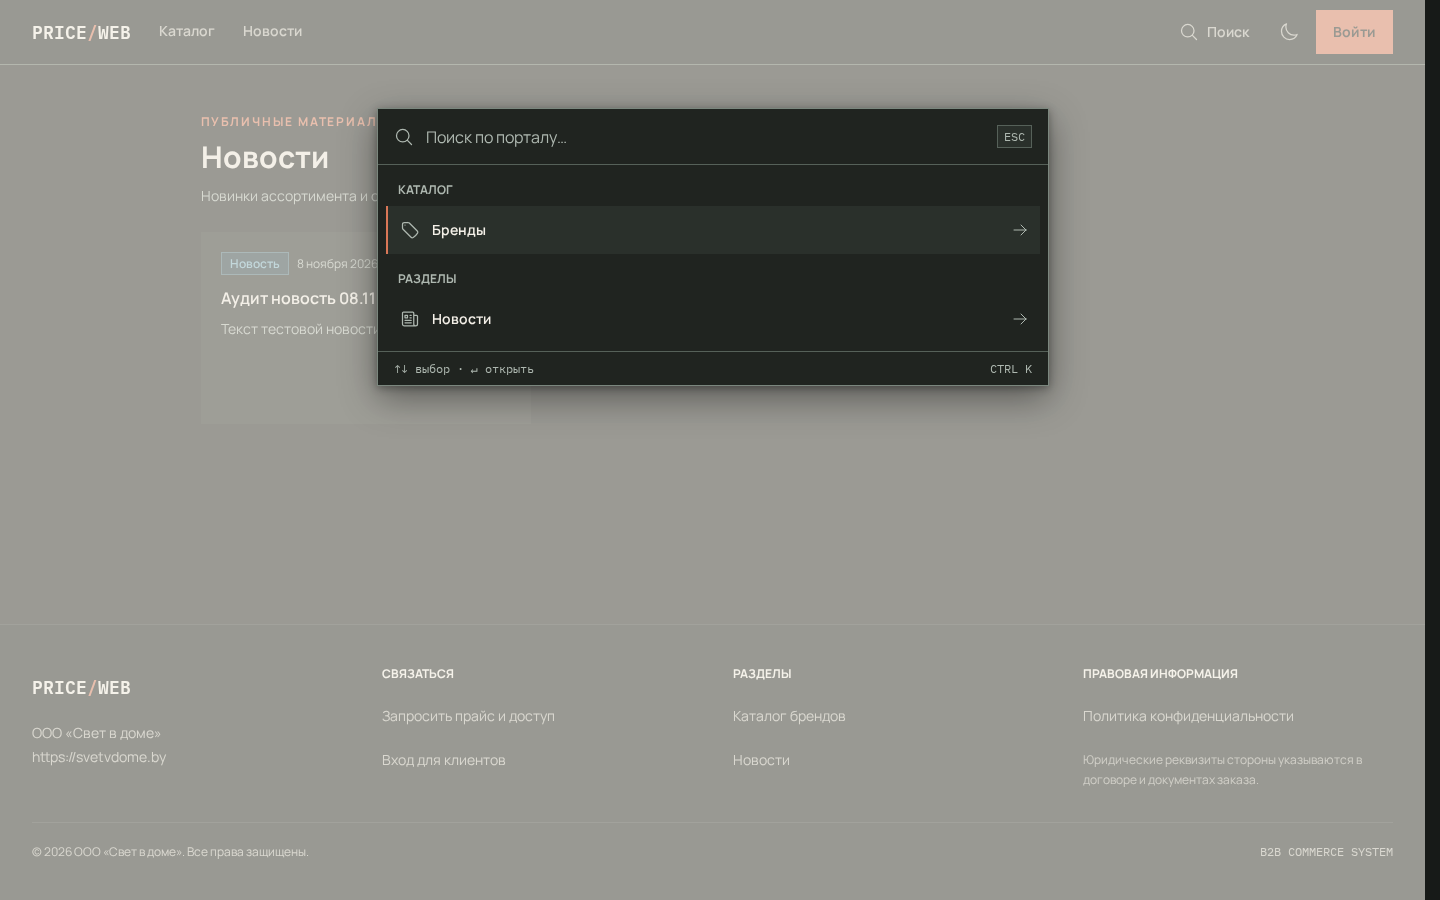 PRICE/WEB
Каталог
Новости
Поиск
Войти
ПУБЛИЧНЫЕ МАТЕРИАЛ
Новости
Новинки ассортимента и
Новость
8 ноября 2026
Аудит новость 08.11
Текст тестовой новости
Поиск по порталу…
ESC
КАТАЛОГ
Бренды
РАЗДЕЛЫ
Новости
↑↓ выбор · ↵ открыть
CTRL K
PRICE/WEB
ООО «Свет в доме»
https://svetvdome.by
СВЯЗАТЬСЯ
Запросить прайс и доступ
Вход для клиентов
РАЗДЕЛЫ
Каталог брендов
Новости
ПРАВОВАЯ ИНФОРМАЦИЯ
Политика конфиденциальности
Юридические реквизиты стороны указываются в
договоре и документах заказа.
© 2026 ООО «Свет в доме». Все права защищены.
B2B COMMERCE SYSTEM